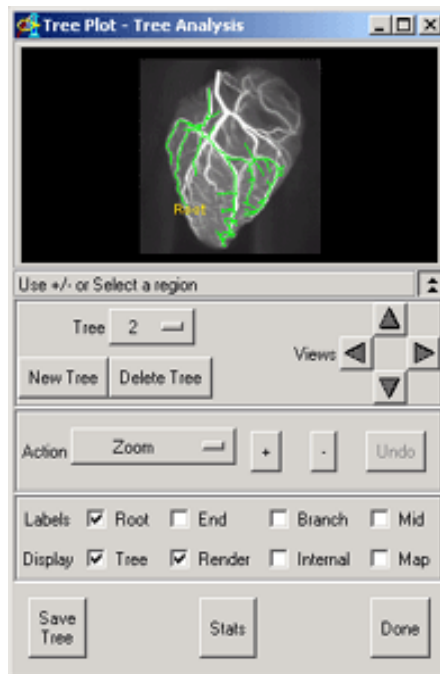 Tree Plot - Tree Analysis
Root
Use +/- or Select a region
Tree 2
Views
New Tree Delete Tree
Action Zoom + - Undo
Labels Root End Branch Mid
Display Tree Render Internal Map
Save
Tree
Stats
Done